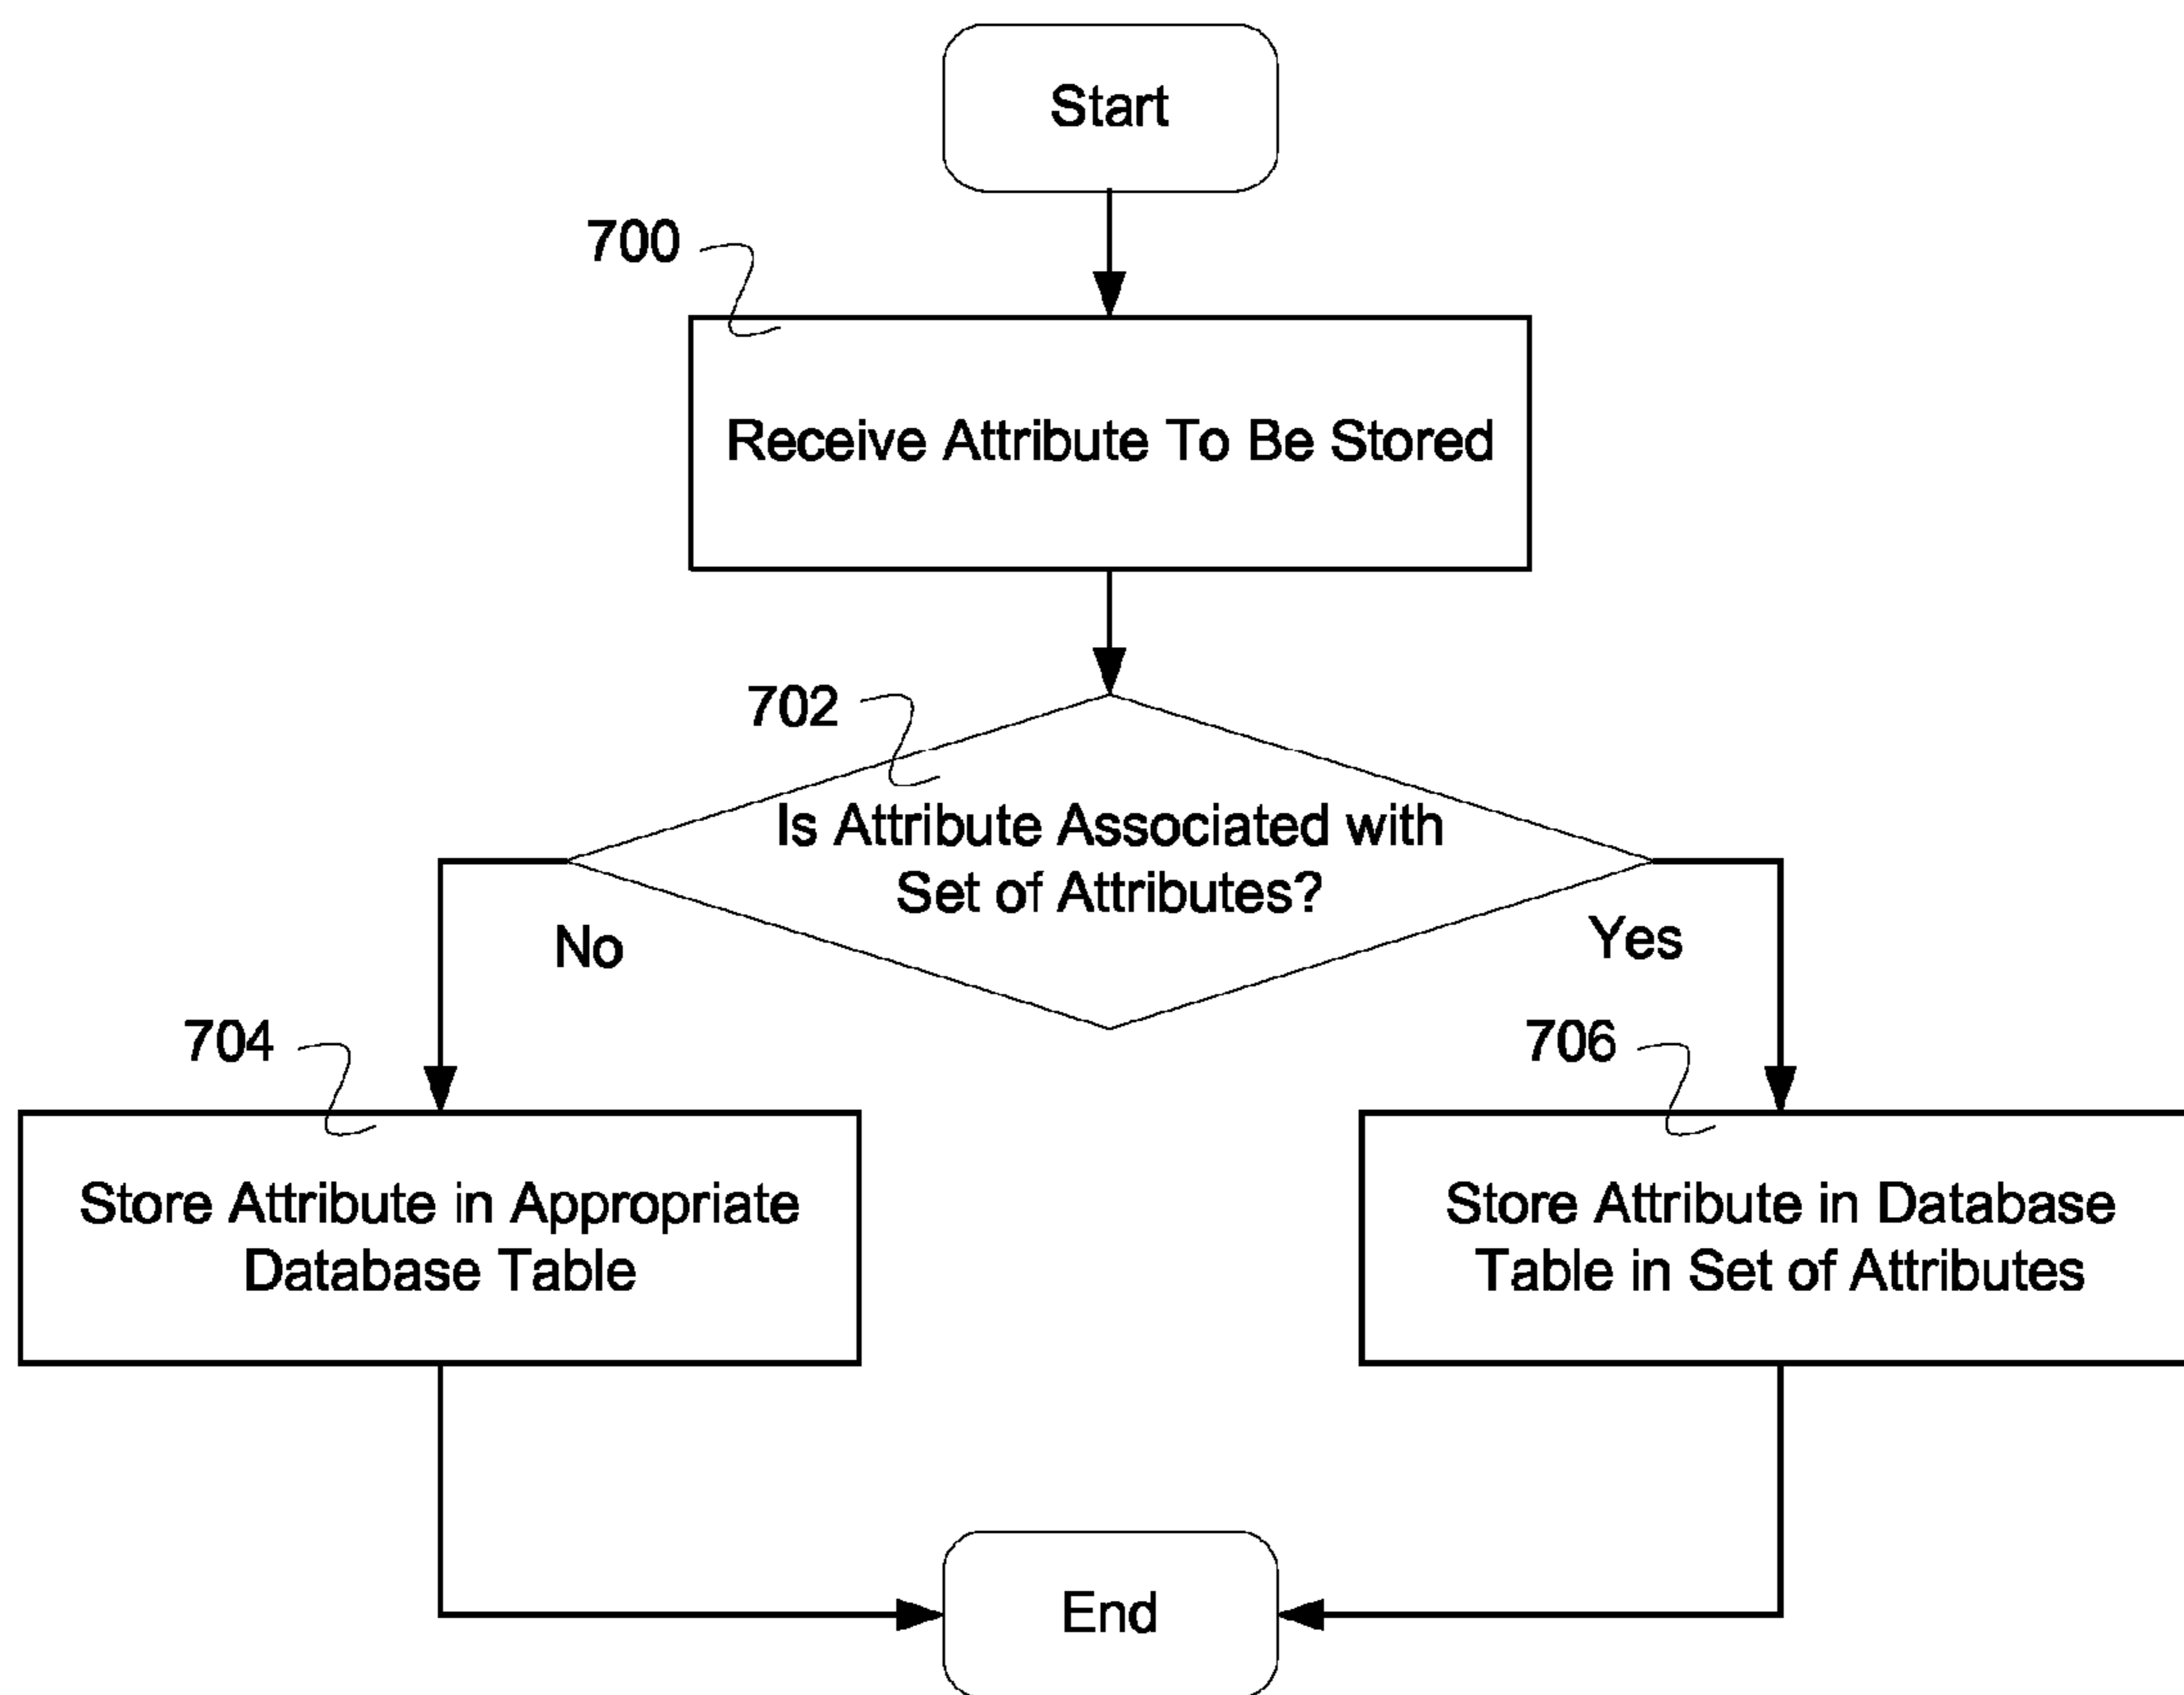 Start
700
Receive Attribute To Be Stored
702
Is Attribute Associated with
Set of Attributes?
No
Yes
704
706
Store Attribute in Appropriate
Database Table
Store Attribute in Database
Table in Set of Attributes
End